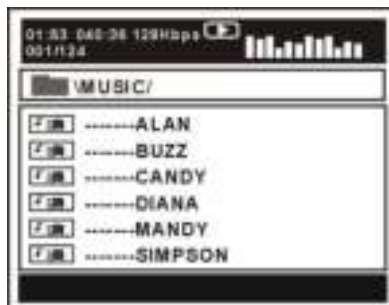 01:53 040:36 128Kbps
001/124
\MUSIC/
-------ALAN
-------BUZZ
-------CANDY
-------DIANA
-------MANDY
-------SIMPSON